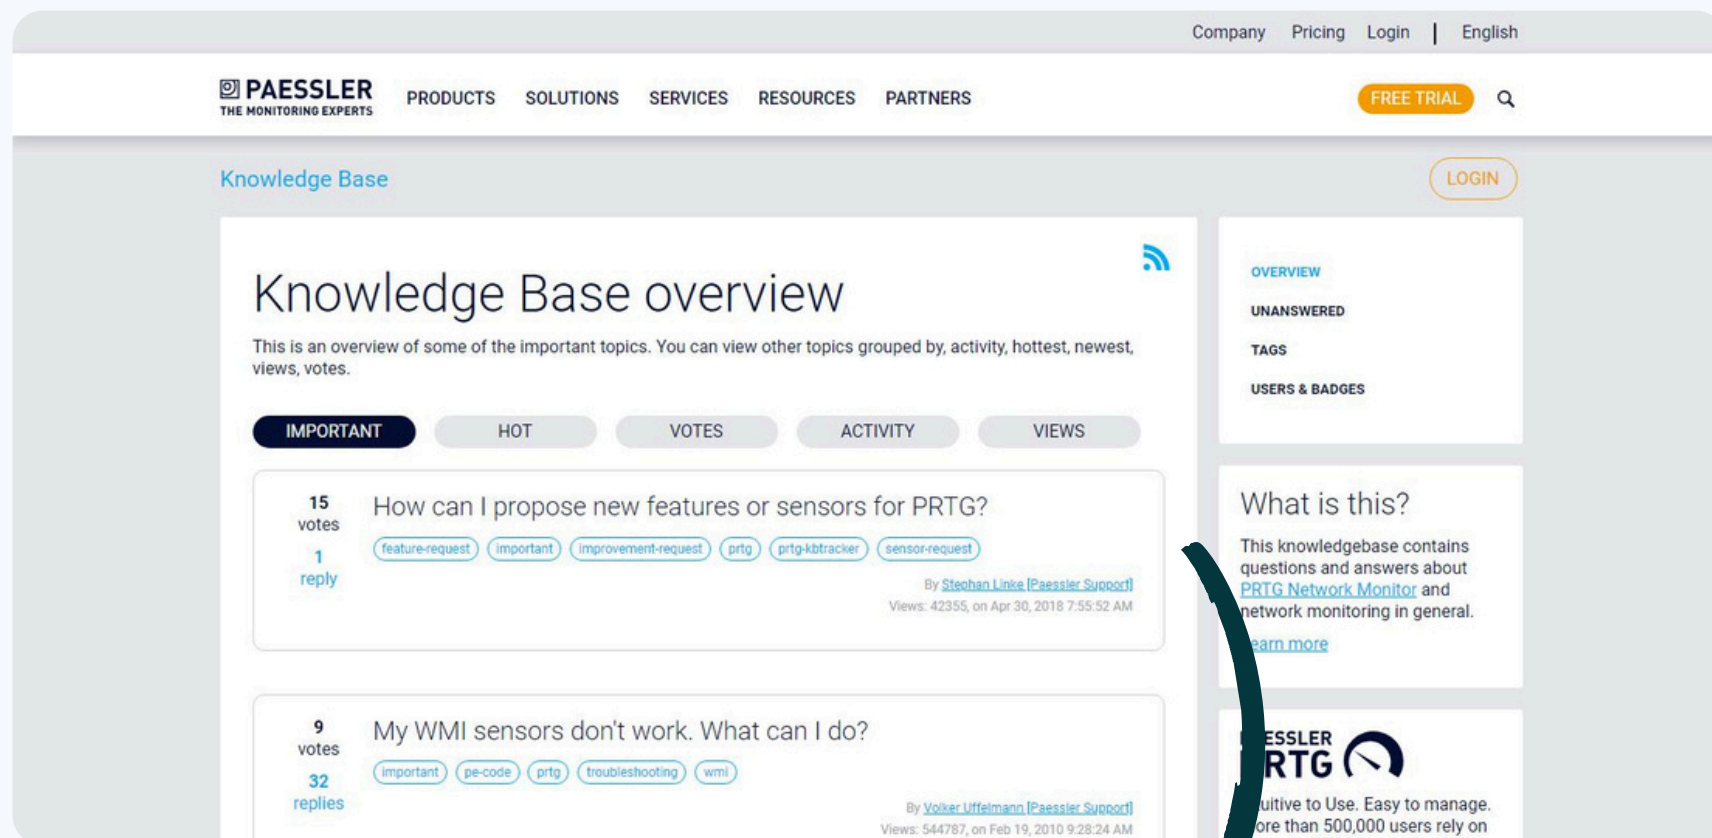 Company Pricing Login | English
PAESSLER
THE MONITORING EXPERTS
PRODUCTS SOLUTIONS SERVICES RESOURCES PARTNERS
FREE TRIAL
Knowledge Base
LOGIN
Knowledge Base overview
This is an overview of some of the important topics. You can view other topics grouped by, activity, hottest, newest,
views, votes.
IMPORTANT HOT VOTES ACTIVITY VIEWS
15
votes
1
reply
How can I propose new features or sensors for PRTG?
feature-request important improvement-request prtg prtg-kbtracker sensor-request
By Stephan Linke [Paessler Support]
Views: 42355, on Apr 30, 2018 7:55:52 AM
9
votes
32
replies
My WMI sensors don't work. What can I do?
important pe-code prtg troubleshooting wmi
By Volker Uffelmann [Paessler Support]
Views: 544787, on Feb 19, 2010 9:28:24 AM
OVERVIEW
UNANSWERED
TAGS
USERS & BADGES
What is this?
This knowledgebase contains
questions and answers about
PRTG Network Monitor and
network monitoring in general.
earn more
ESSLER
RTG
uitive to Use. Easy to manage.
ore than 500,000 users rely on